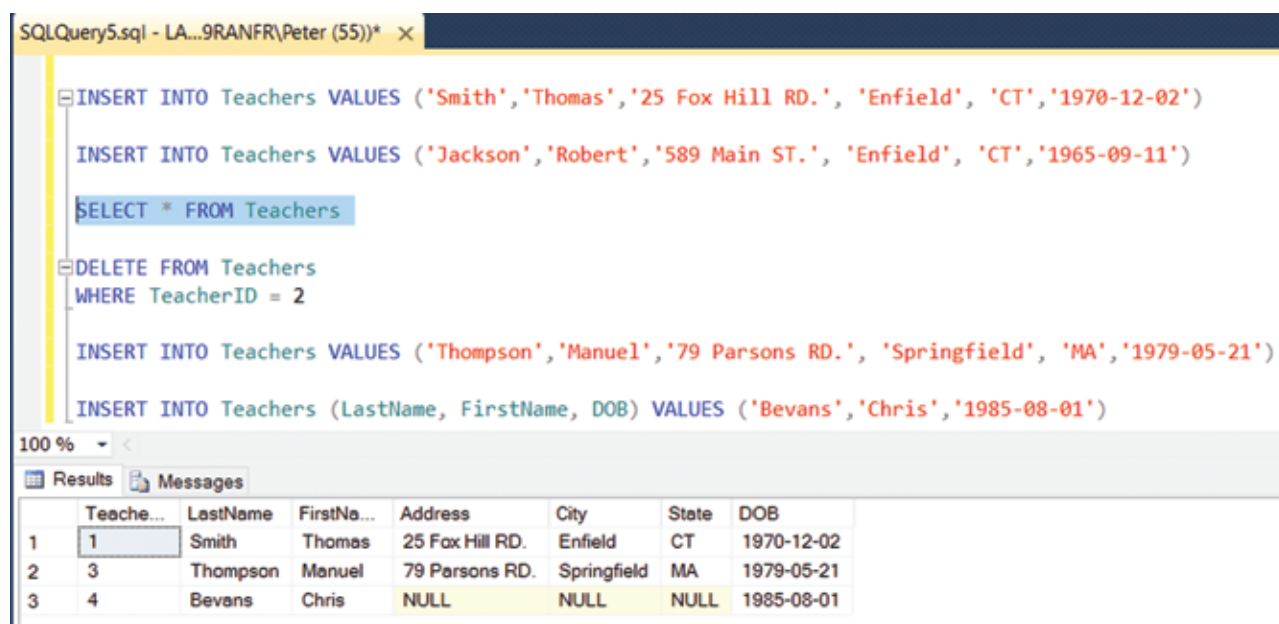 SQLQuery5.sql - LA...9RANFR\Peter (55))* ×
INSERT INTO Teachers VALUES ('Smith','Thomas','25 Fox Hill RD.', 'Enfield', 'CT','1970-12-02')
INSERT INTO Teachers VALUES ('Jackson','Robert','589 Main ST.', 'Enfield', 'CT','1965-09-11')
SELECT * FROM Teachers
DELETE FROM Teachers
WHERE TeacherID = 2
INSERT INTO Teachers VALUES ('Thompson','Manuel','79 Parsons RD.', 'Springfield', 'MA','1979-05-21')
INSERT INTO Teachers (LastName, FirstName, DOB) VALUES ('Bevans','Chris','1985-08-01')
100 %
Results Messages
Teache... LastName FirstNa... Address City State DOB
1 1 Smith Thomas 25 Fox Hill RD. Enfield CT 1970-12-02
2 3 Thompson Manuel 79 Parsons RD. Springfield MA 1979-05-21
3 4 Bevans Chris NULL NULL NULL 1985-08-01